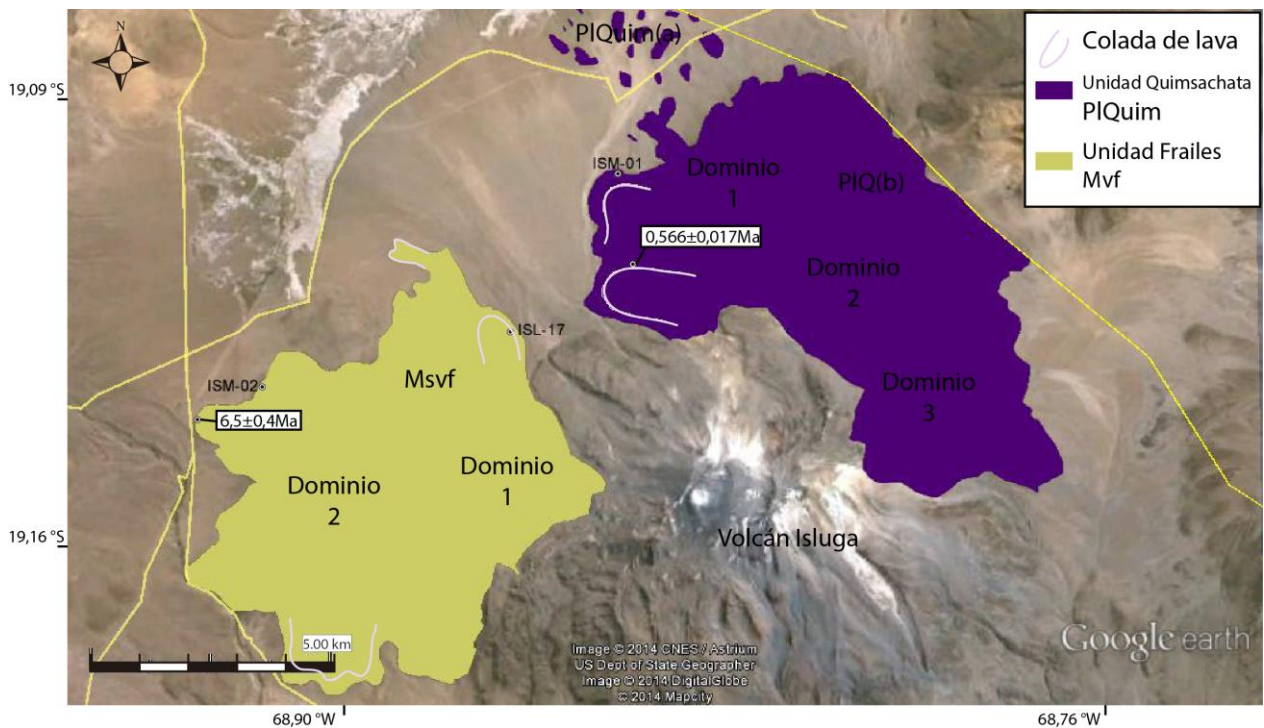 N
PlQuim(a)
Colada de lava
Unidad Quimsachata
PlQuim
Unidad Frailes
Mvf
19,09 °S
ISM-01
Dominio
1
PlQ(b)
0,566±0,017Ma
Dominio
2
ISL-17
Msvf
ISM-02
Dominio
3
6,5±0,4Ma
Dominio
1
Dominio
2
19,16 °S
Volcán Isluga
5.00 km
Image © 2014 CNES / Astrium
US Dept of State Geographer
Image © 2014 DigitalGlobe
© 2014 Mapcity
Google earth
68,90 °W
68,76 °W